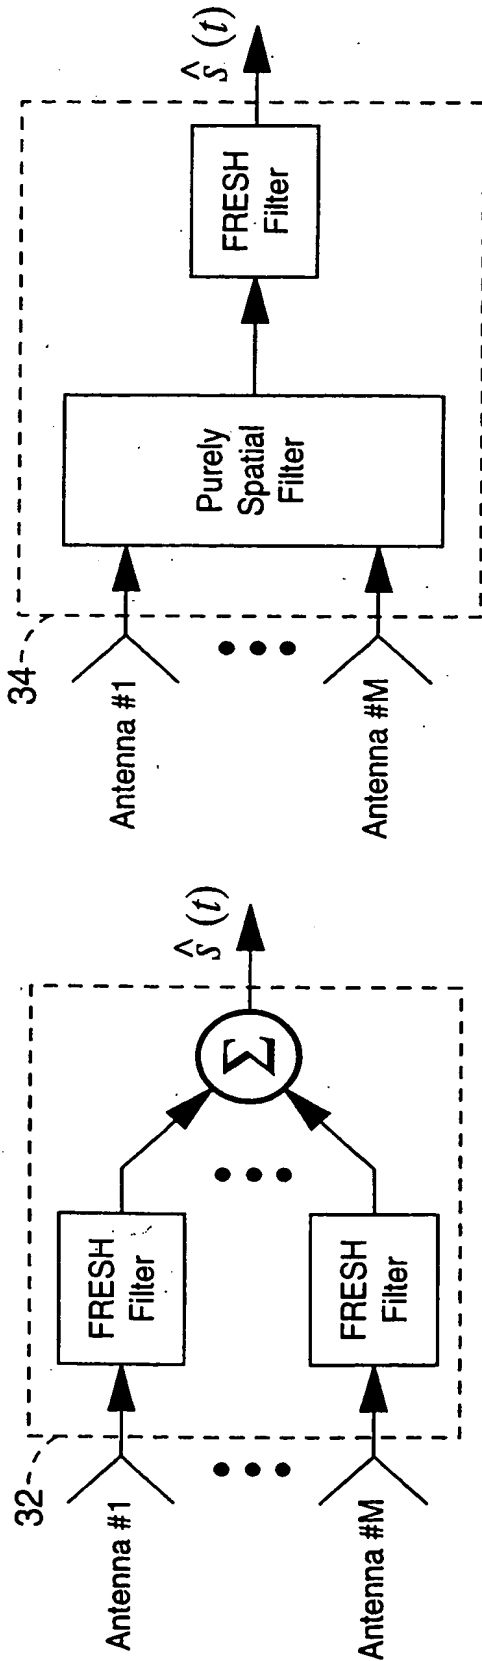 32
Antenna #1
Antenna #M
FRESH
Filter
FRESH
Filter
Σ
ŝ (t)
34
Antenna #1
Antenna #M
Purely
Spatial
Filter
FRESH
Filter
ŝ (t)